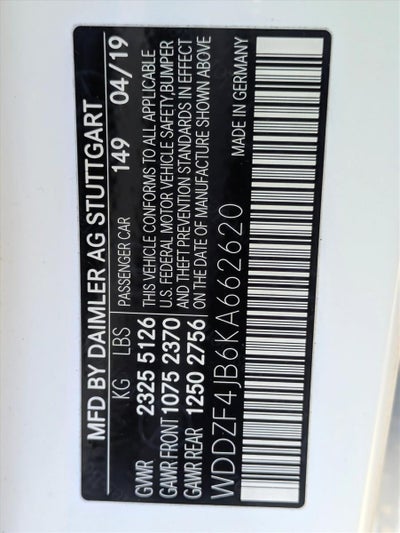 MFD BY DAIMLER AG STUTTGART
KG LBS PASSENGER CAR 149 04/19
GVWR 2325 5126
GAWR FRONT 1075 2370
GAWR REAR 1250 2756
THIS VEHICLE CONFORMS TO ALL APPLICABLE
U.S. FEDERAL MOTOR VEHICLE SAFETY, BUMPER
AND THEFT PREVENTION STANDARDS IN EFFECT
ON THE DATE OF MANUFACTURE SHOWN ABOVE
WDDZF4JB6KA662620
MADE IN GERMANY